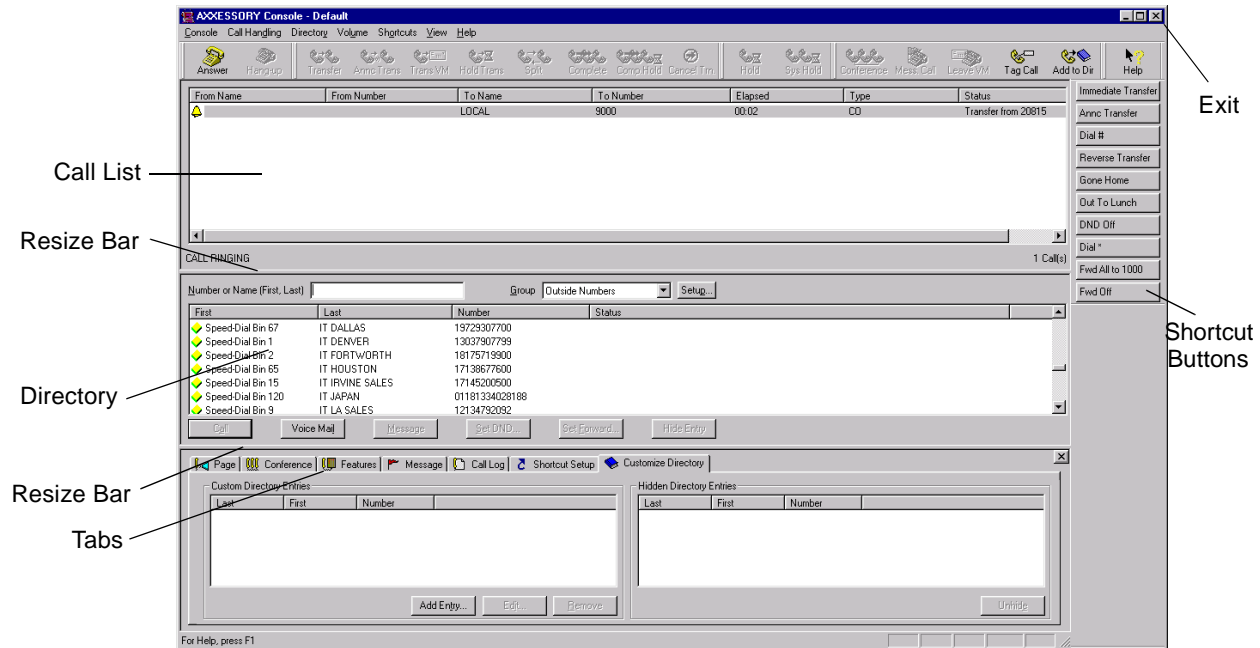 AXXESSORY Console - Default
Console Call Handling Directory Volume Shortcuts View Help
Answer Hang-up Transfer Annc Trans Trans VM Hold Trans Split Complete Comp Hold Cancel Trn Hold Sys Hold Conference Mess. Call Leave VM Tag Call Add to Dir Help
Exit
From Name From Number To Name To Number Elapsed Type Status
LOCAL 9000 00:02 CO Transfer from 20815
Call List
Immediate Transfer
Annc Transfer
Dial #
Reverse Transfer
Gone Home
Out To Lunch
DND Off
Dial *
Fwd All to 1000
Fwd Off
Shortcut
Buttons
Resize Bar
CALL RINGING 1 Call(s)
Number or Name (First, Last) Group Outside Numbers Setup...
First Last Number Status
Speed-Dial Bin 67 IT DALLAS 19729307700
Speed-Dial Bin 1 IT DENVER 13037907799
Speed-Dial Bin 2 IT FORTWORTH 18175719900
Speed-Dial Bin 65 IT HOUSTON 17138677600
Speed-Dial Bin 15 IT IRVINE SALES 17145200500
Speed-Dial Bin 120 IT JAPAN 01181334028188
Speed-Dial Bin 9 IT LA SALES 12134792092
Directory
Call Voice Mail Message Set DND... Set Forward... Hide Entry
Resize Bar
Page Conference Features Message Call Log Shortcut Setup Customize Directory
Tabs
Custom Directory Entries Hidden Directory Entries
Last First Number Last First Number
Add Entry... Edit... Remove Unhide
For Help, press F1